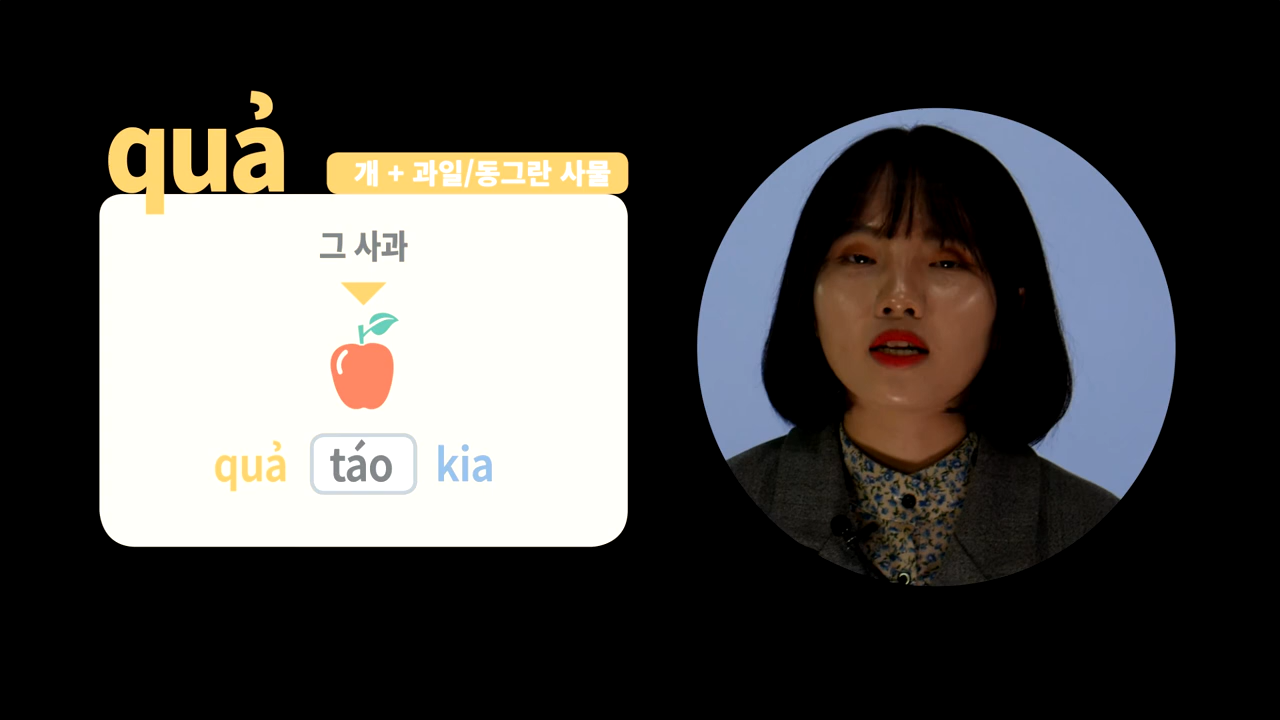 quả
개 + 과일/동그란 사물
그 사과
quả táo kia